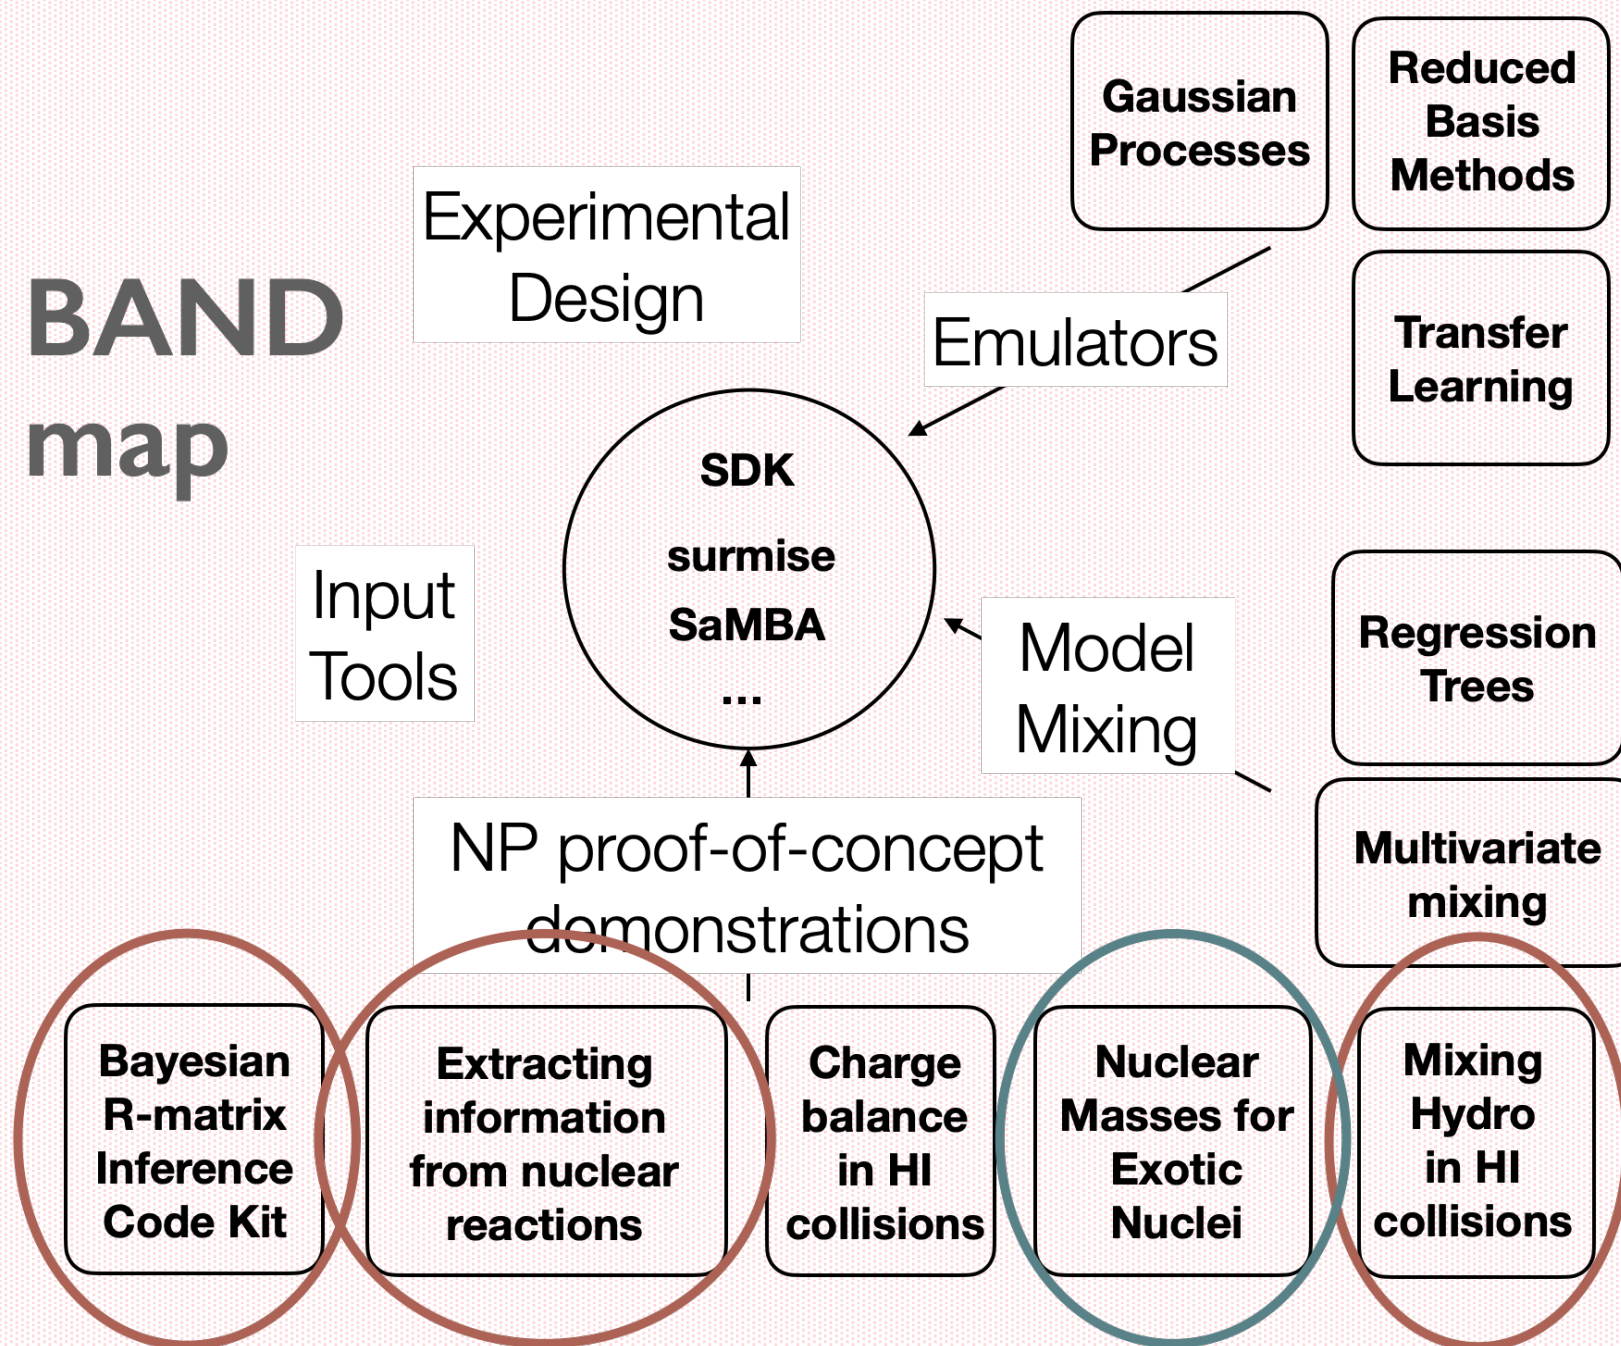 BAND
map
Experimental
Design
Gaussian
Processes
Reduced
Basis
Methods
Emulators
Transfer
Learning
SDK
surmise
SaMBA
...
Input
Tools
Model
Mixing
Regression
Trees
Multivariate
mixing
NP proof-of-concept
demonstrations
Bayesian
R-matrix
Inference
Code Kit
Extracting
information
from nuclear
reactions
Charge
balance
in HI
collisions
Nuclear
Masses for
Exotic
Nuclei
Mixing
Hydro
in HI
collisions